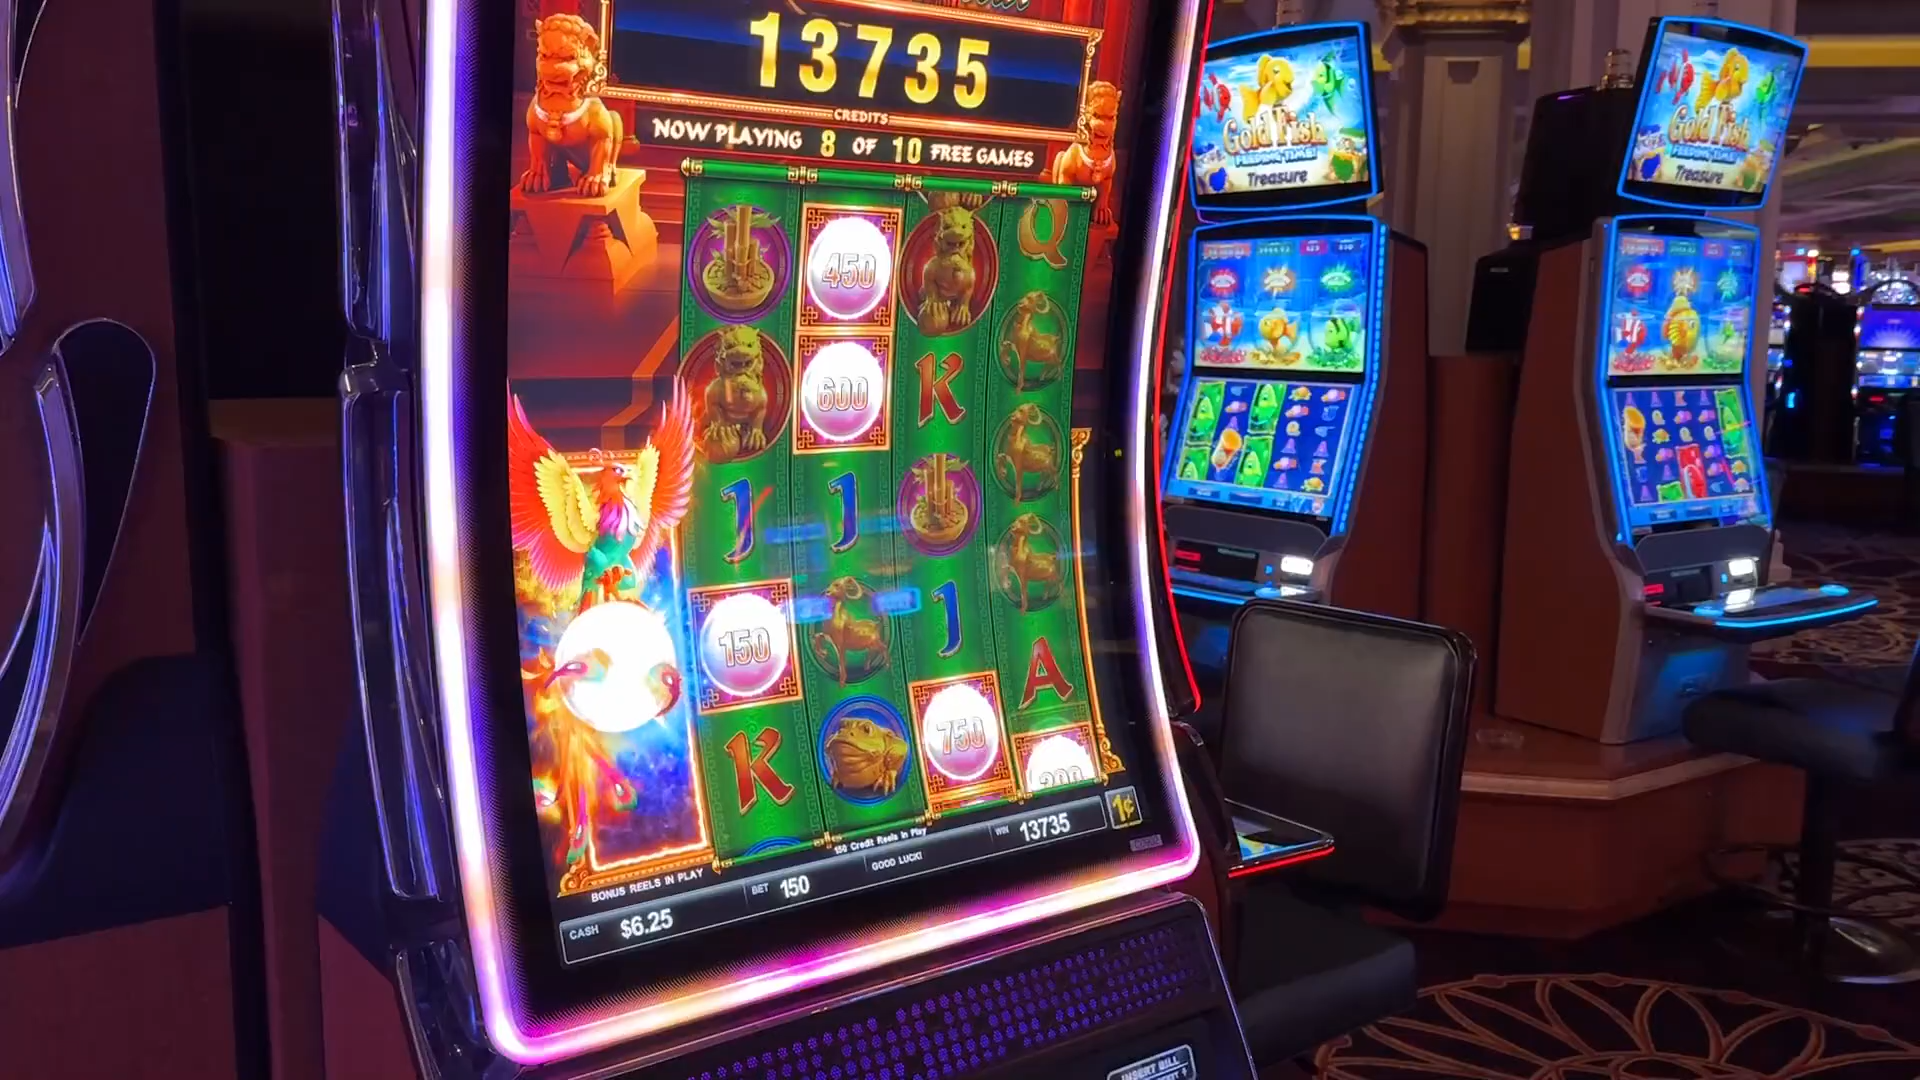 13735
CREDITS
NOW PLAYING 8 OF 10 FREE GAMES
450
Q
600
K
J
J
150
J
A
K
750
200
150 Credit Reels In Play
WIN 13735
1¢
GOOD LUCK!
BONUS REELS IN PLAY
BET 150
CASH $6.25
INSERT BILL
Gold Fish
FEEDING TIME!
Treasure
Gold Fish
FEEDING TIME!
Treasure